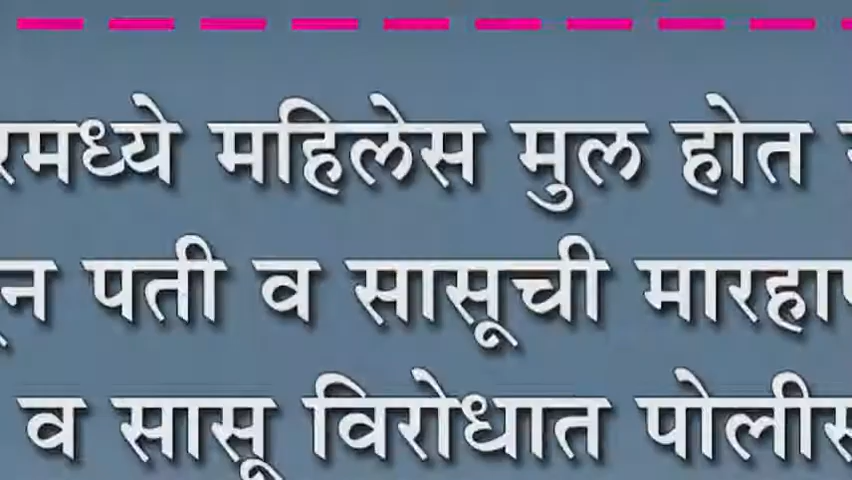 रमध्ये महिलेस मुल होत
ून पती व सासूची मारहा
व सासू विरोधात पोलीस